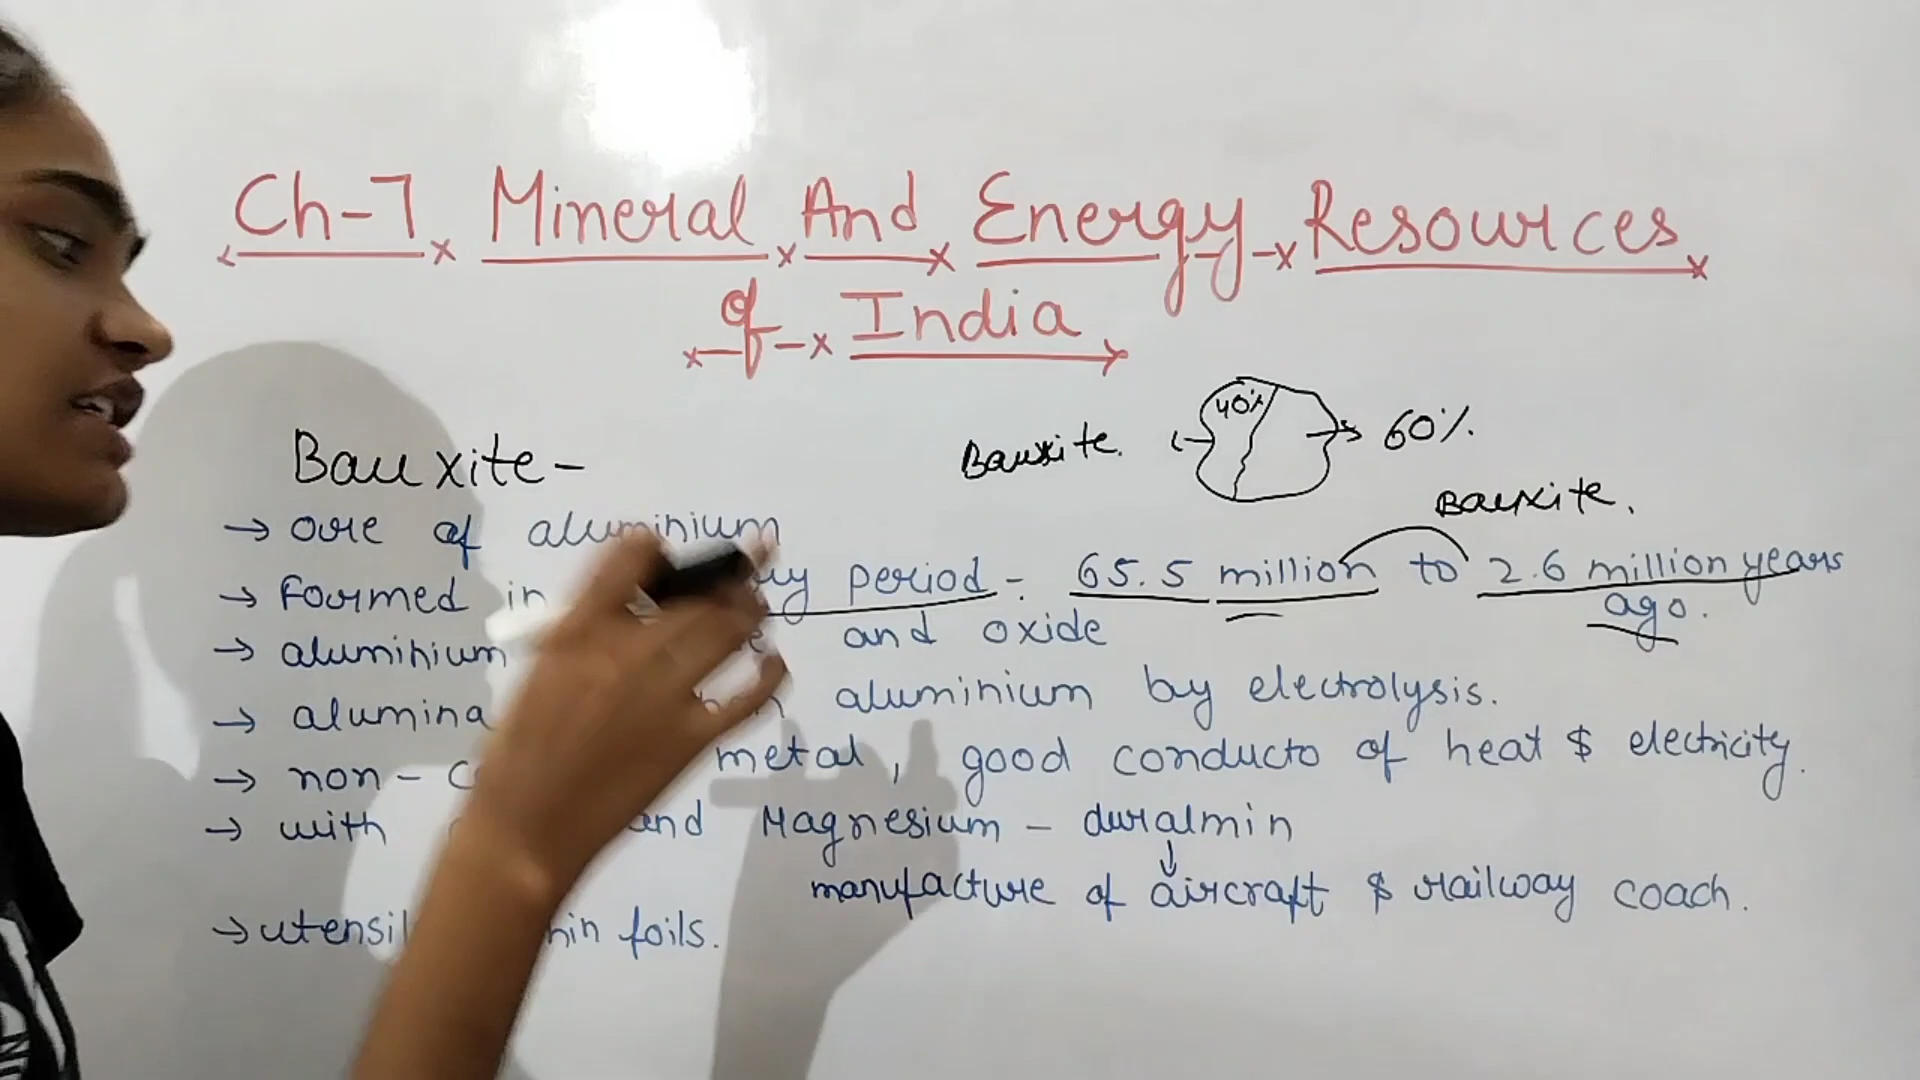 Ch-7 Mineral And Energy Resources
of India
40%
Bauxite.
60%.
Bauxite-
Bauxite.
→ ore of aluminium
→ Formed in period - 65.5 million to 2.6 million years
ago.
→ aluminium and oxide
→ alumina aluminium by electrolysis.
→ non- metal, good conducto of heat $ electricity.
→ with and Magnesium - duralmin
↓
manufacture of aircraft $ railway coach.
→ foils.